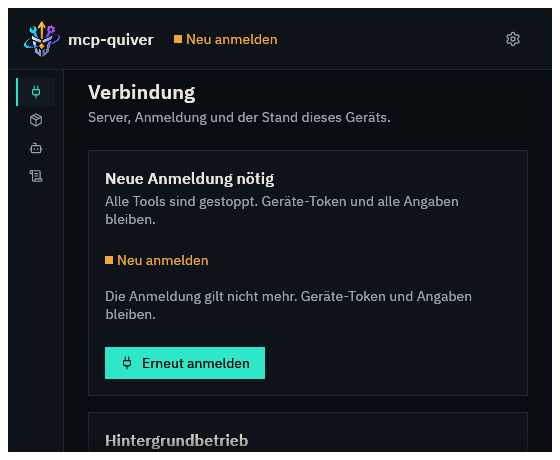 mcp-quiver
Neu anmelden
Verbindung
Server, Anmeldung und der Stand dieses Geräts.
Neue Anmeldung nötig
Alle Tools sind gestoppt. Geräte-Token und alle Angaben
bleiben.
Neu anmelden
Die Anmeldung gilt nicht mehr. Geräte-Token und Angaben
bleiben.
Erneut anmelden
Hintergrundbetrieb